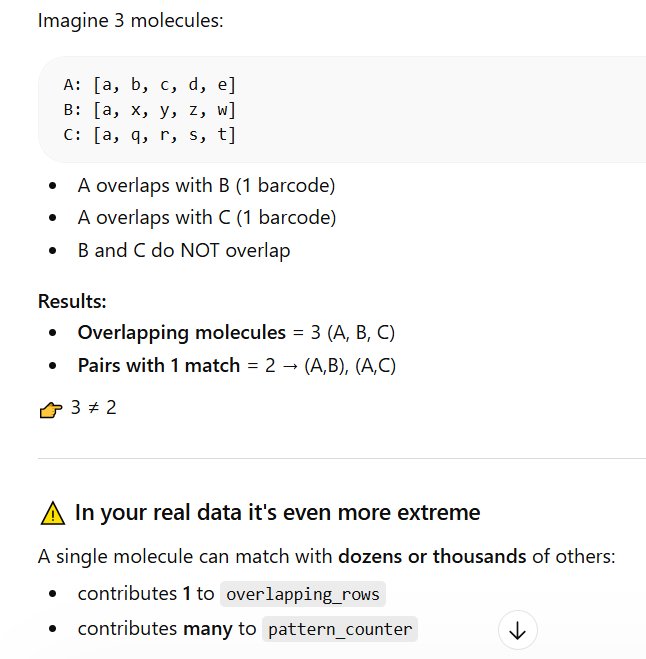 Imagine 3 molecules:
A: [a, b, c, d, e]
B: [a, x, y, z, w]
C: [a, q, r, s, t]
• A overlaps with B (1 barcode)
• A overlaps with C (1 barcode)
• B and C do NOT overlap
Results:
• Overlapping molecules = 3 (A, B, C)
• Pairs with 1 match = 2 → (A,B), (A,C)
👉 3 ≠ 2
⚠️ In your real data it's even more extreme
A single molecule can match with dozens or thousands of others:
• contributes 1 to overlapping_rows
• contributes many to pattern_counter